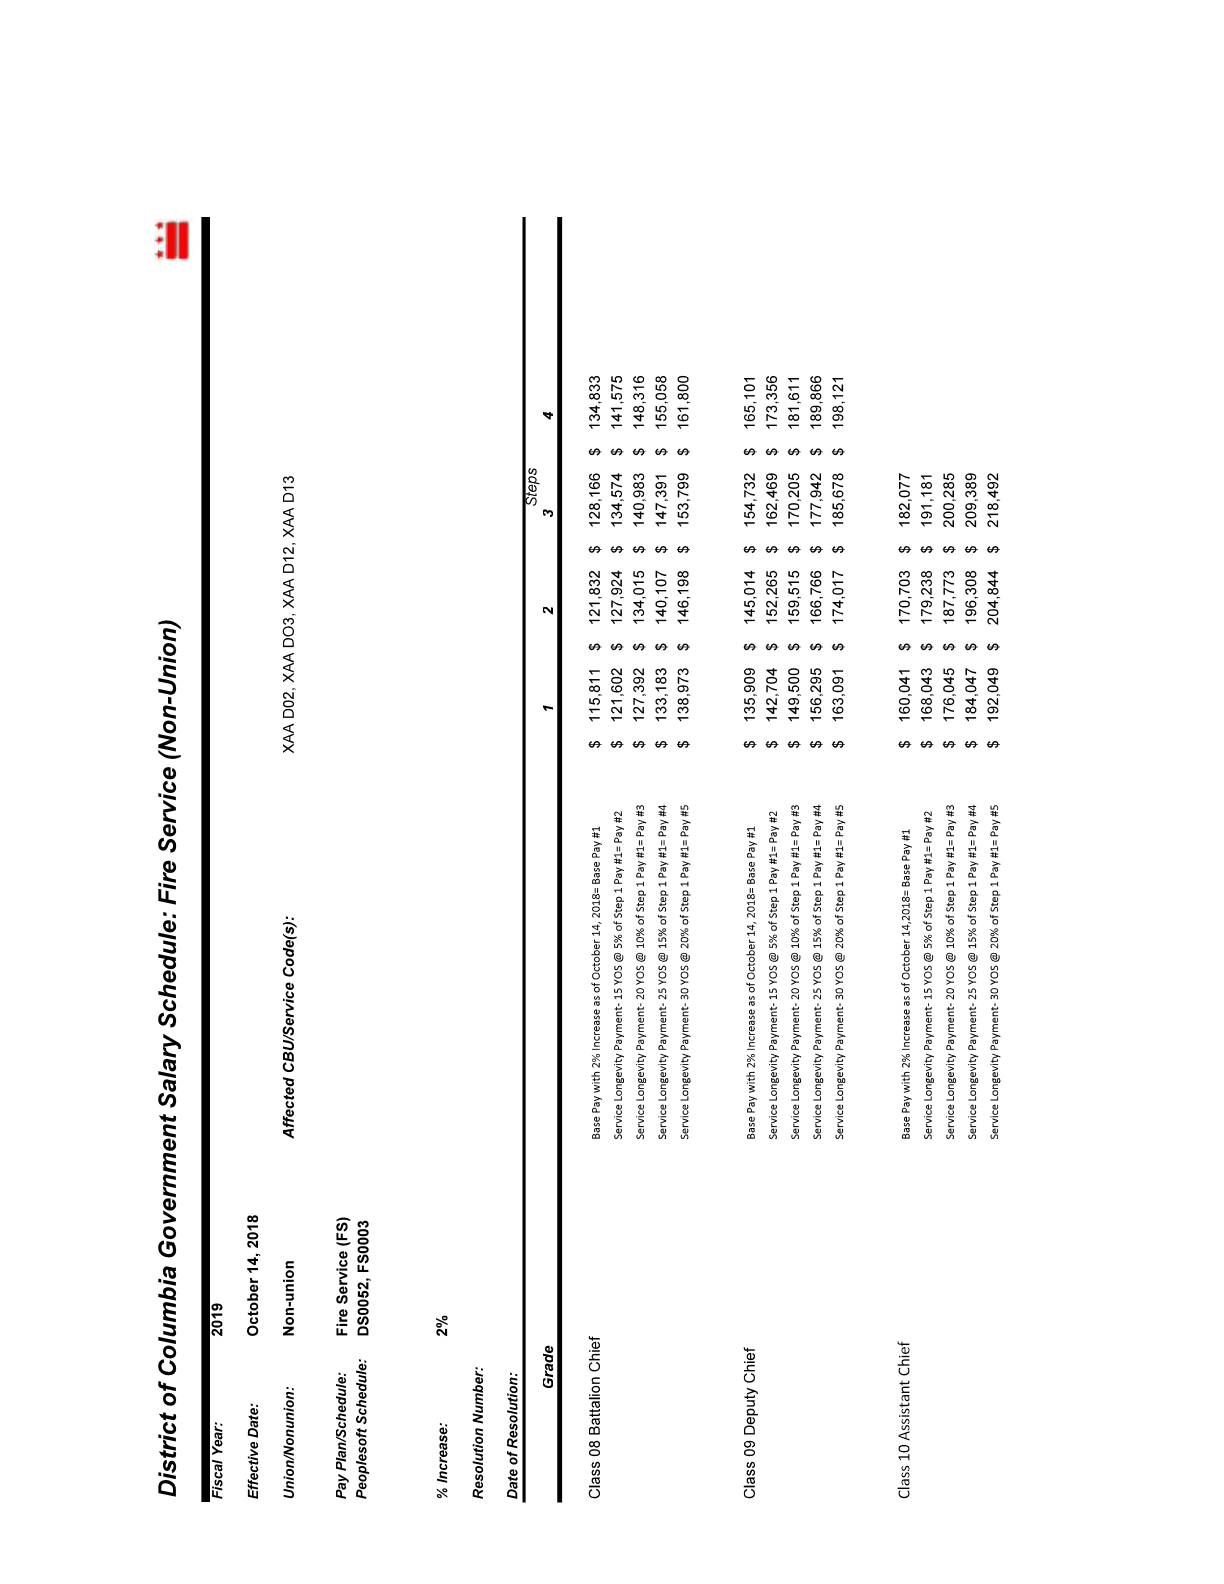 District of Columbia Government Salary Schedule: Fire Service (Non-Union)
Fiscal Year: 2019
Effective Date: October 14, 2018
Union/Nonunion: Non-union Affected CBU/Service Code(s): XAA D02, XAA DO3, XAA D12, XAA D13
Pay Plan/Schedule: Fire Service (FS)
Peoplesoft Schedule: DS0052, FS0003
% Increase: 2%
Resolution Number:
Date of Resolution:
Steps
Grade 1 2 3 4
Class 08 Battalion Chief Base Pay with 2% Increase as of October 14, 2018= Base Pay #1 $ 115,811 $ 121,832 $ 128,166 $ 134,833
Service Longevity Payment- 15 YOS @ 5% of Step 1 Pay #1= Pay #2 $ 121,602 $ 127,924 $ 134,574 $ 141,575
Service Longevity Payment- 20 YOS @ 10% of Step 1 Pay #1= Pay #3 $ 127,392 $ 134,015 $ 140,983 $ 148,316
Service Longevity Payment- 25 YOS @ 15% of Step 1 Pay #1= Pay #4 $ 133,183 $ 140,107 $ 147,391 $ 155,058
Service Longevity Payment- 30 YOS @ 20% of Step 1 Pay #1= Pay #5 $ 138,973 $ 146,198 $ 153,799 $ 161,800
Class 09 Deputy Chief Base Pay with 2% Increase as of October 14, 2018= Base Pay #1 $ 135,909 $ 145,014 $ 154,732 $ 165,101
Service Longevity Payment- 15 YOS @ 5% of Step 1 Pay #1= Pay #2 $ 142,704 $ 152,265 $ 162,469 $ 173,356
Service Longevity Payment- 20 YOS @ 10% of Step 1 Pay #1= Pay #3 $ 149,500 $ 159,515 $ 170,205 $ 181,611
Service Longevity Payment- 25 YOS @ 15% of Step 1 Pay #1= Pay #4 $ 156,295 $ 166,766 $ 177,942 $ 189,866
Service Longevity Payment- 30 YOS @ 20% of Step 1 Pay #1= Pay #5 $ 163,091 $ 174,017 $ 185,678 $ 198,121
Class 10 Assistant Chief Base Pay with 2% Increase as of October 14,2018= Base Pay #1 $ 160,041 $ 170,703 $ 182,077
Service Longevity Payment- 15 YOS @ 5% of Step 1 Pay #1= Pay #2 $ 168,043 $ 179,238 $ 191,181
Service Longevity Payment- 20 YOS @ 10% of Step 1 Pay #1= Pay #3 $ 176,045 $ 187,773 $ 200,285
Service Longevity Payment- 25 YOS @ 15% of Step 1 Pay #1= Pay #4 $ 184,047 $ 196,308 $ 209,389
Service Longevity Payment- 30 YOS @ 20% of Step 1 Pay #1= Pay #5 $ 192,049 $ 204,844 $ 218,492